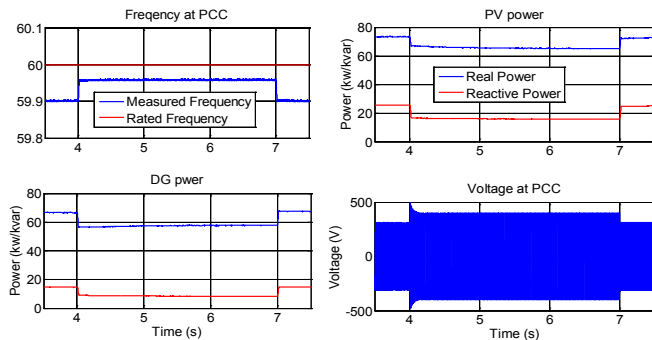 Freqency at PCC
60.1
60
59.9
59.8
4
5
6
7
Measured Frequency
Rated Frequency
PV power
Power (kw/kvar)
80
60
40
20
0
4
5
6
7
Real Power
Reactive Power
DG pwer
Power (kw/kvar)
80
60
40
20
0
4
5
6
7
Time (s)
Voltage at PCC
Voltage (V)
500
0
-500
4
5
6
7
Time (s)